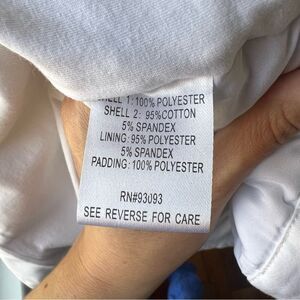 SHELL 1: 100% POLYESTER
SHELL 2: 95%COTTON
5% SPANDEX
LINING: 95% POLYESTER
5% SPANDEX
PADDING: 100% POLYESTER
RN#93093
SEE REVERSE FOR CARE